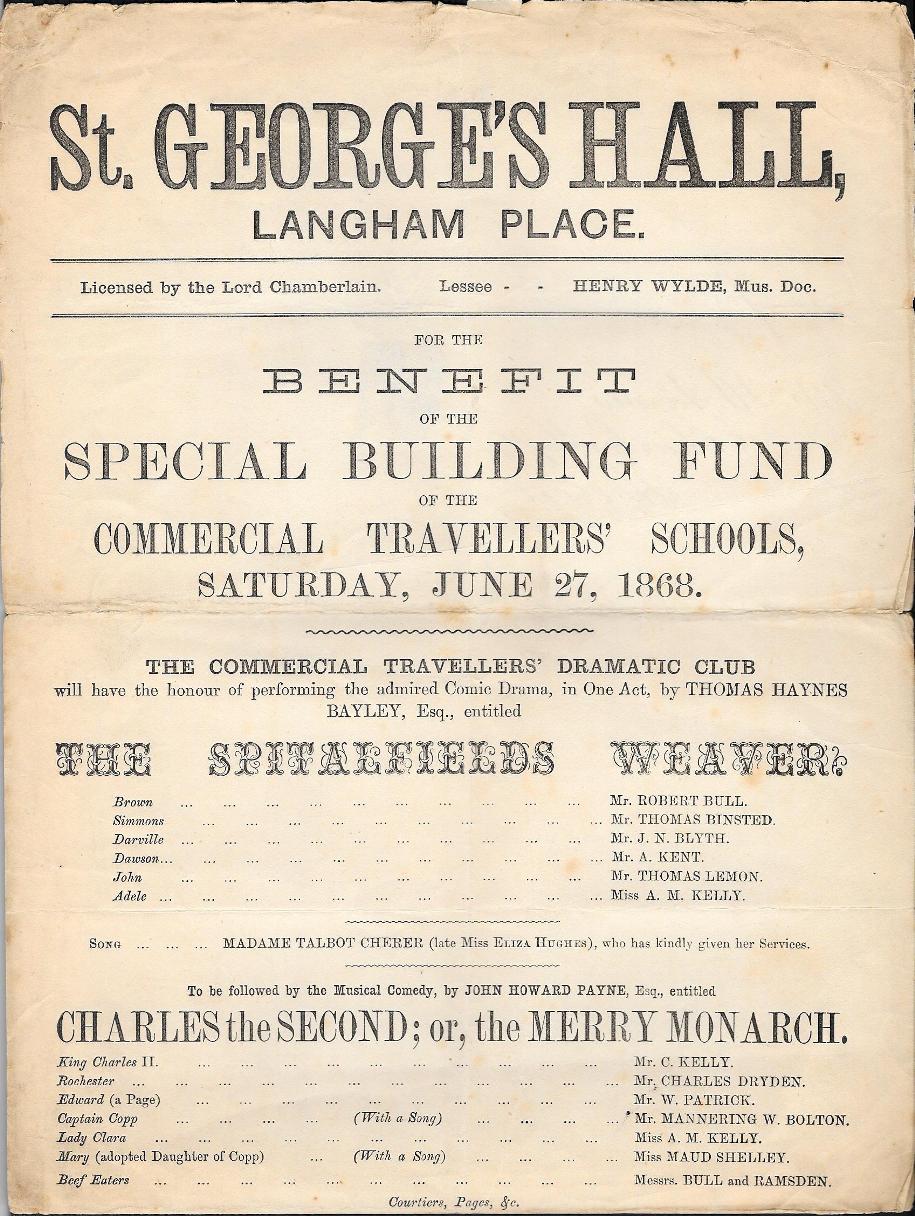 St. GEORGE'S HALL,
LANGHAM PLACE.
Licensed by the Lord Chamberlain. Lessee - - HENRY WYLDE, Mus. Doc.
FOR THE
BENEFIT
OF THE
SPECIAL BUILDING FUND
OF THE
COMMERCIAL TRAVELLERS' SCHOOLS,
SATURDAY, JUNE 27, 1868.
THE COMMERCIAL TRAVELLERS' DRAMATIC CLUB
will have the honour of performing the admired Comic Drama, in One Act, by THOMAS HAYNES
BAYLEY, Esq., entitled
THE SPITALFIELDS WEAVER.
Brown ... ... ... ... ... ... ... ... ... ... Mr. ROBERT BULL.
Simmons ... ... ... ... ... ... ... ... ... ... Mr. THOMAS BINSTED.
Darville ... ... ... ... ... ... ... ... ... ... Mr. J. N. BLYTH.
Dawson... ... ... ... ... ... ... ... ... ... ... Mr. A. KENT.
John ... ... ... ... ... ... ... ... ... ... Mr. THOMAS LEMON.
Adele ... ... ... ... ... ... ... ... ... ... ... Miss A. M. KELLY.
SONG ... ... ... MADAME TALBOT CHERER (late Miss ELIZA HUGHES), who has kindly given her Services.
To be followed by the Musical Comedy, by JOHN HOWARD PAYNE, Esq., entitled
CHARLES the SECOND; or, the MERRY MONARCH.
King Charles II. ... ... ... ... ... ... ... ... ... ... Mr. C. KELLY.
Rochester ... ... ... ... ... ... ... ... ... ... ... ... Mr. CHARLES DRYDEN.
Edward (a Page) ... ... ... ... ... ... ... ... ... ... ... Mr. W. PATRICK.
Captain Copp ... ... ... ... (With a Song) ... ... ... ... Mr. MANNERING W. BOLTON.
Lady Clara ... ... ... ... ... ... ... ... ... ... ... Miss A. M. KELLY.
Mary (adopted Daughter of Copp) ... (With a Song) ... ... ... ... Miss MAUD SHELLEY.
Beef Eaters ... ... ... ... ... ... ... ... ... ... ... Messrs. BULL and RAMSDEN.
Courtiers, Pages, &c.